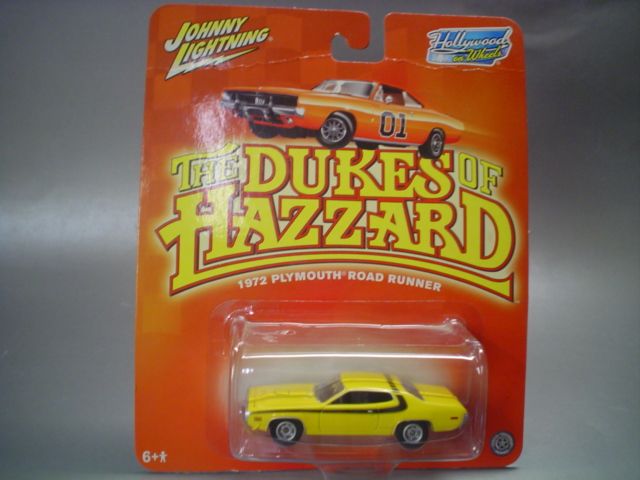 JOHNNY
LIGHTNING
Hollywood
on Wheels
01
THE DUKES OF
HAZZARD
1972 PLYMOUTH® ROAD RUNNER
6+